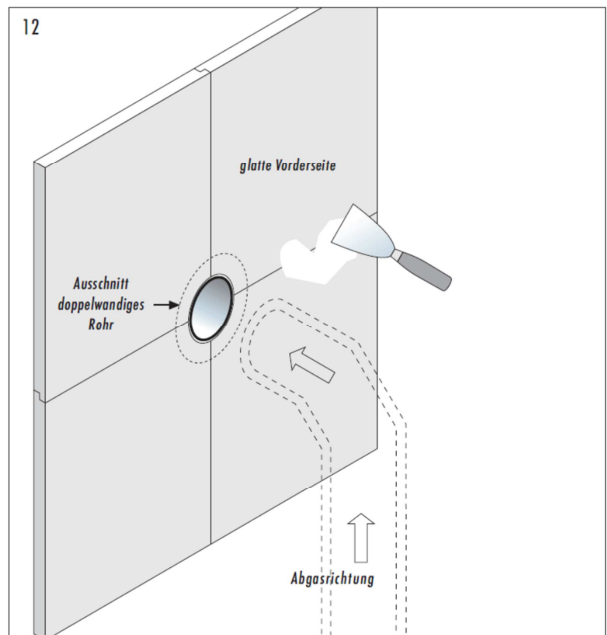 12
glatte Vorderseite
Ausschnitt
doppelwandiges
Rohr
Abgasrichtung